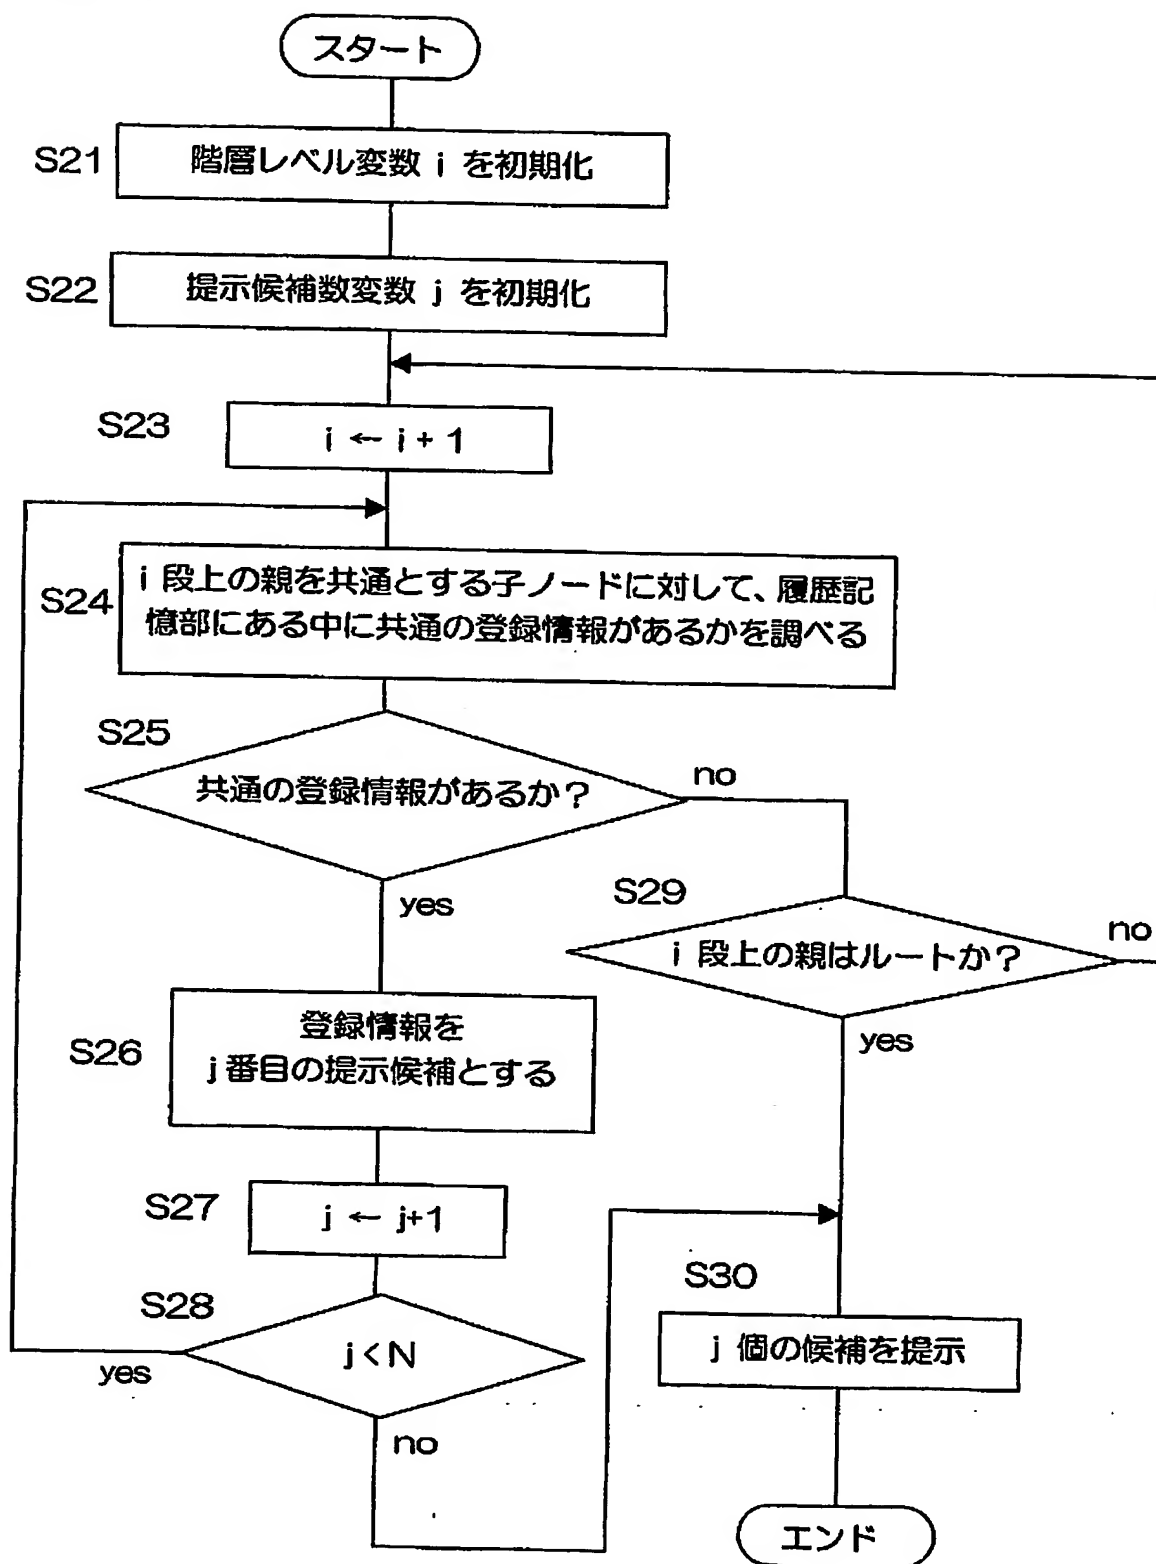 スタート
S21
階層レベル変数 i を初期化
S22
提示候補数変数 j を初期化
S23
i ← i + 1
S24
i 段上の親を共通とする子ノードに対して、履歴記
憶部にある中に共通の登録情報があるかを調べる
S25
共通の登録情報があるか？
no
yes
S29
i 段上の親はルートか？
no
yes
S26
登録情報を
j番目の提示候補とする
S27
j ← j+1
S28
j<N
yes
no
S30
j 個の候補を提示
エンド